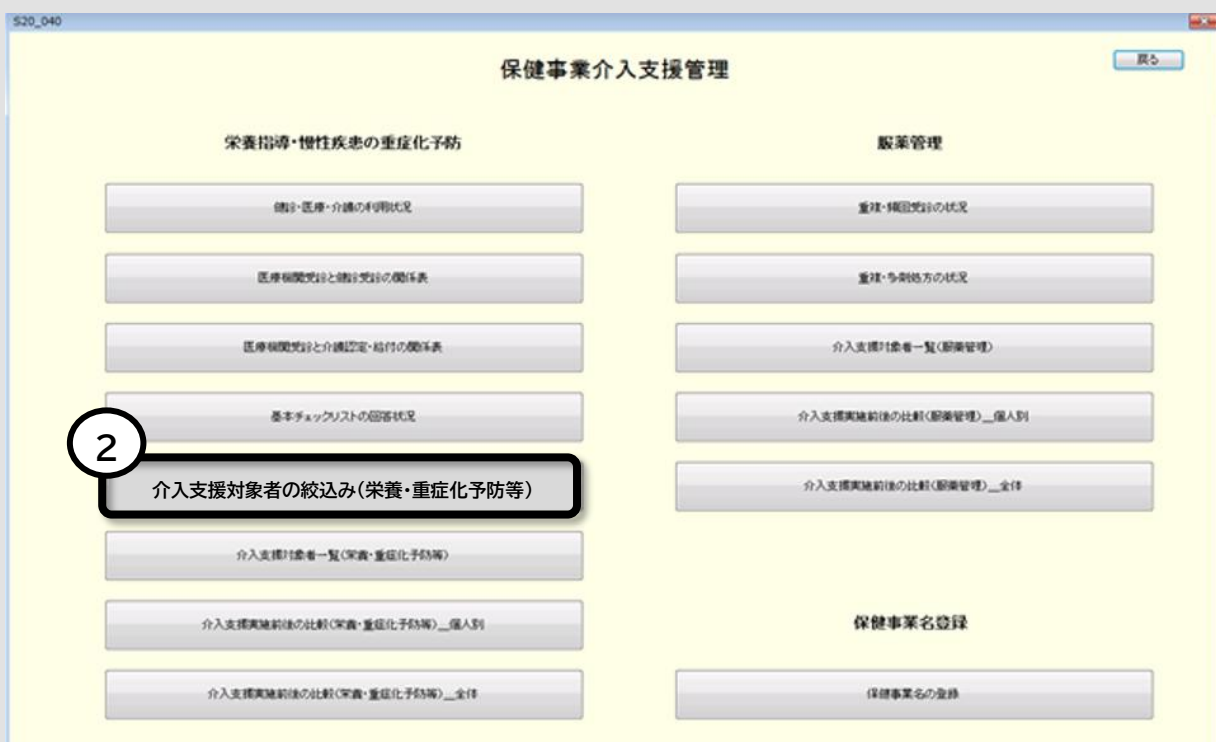 S20_040
保健事業介入支援管理
戻る
栄養指導・慢性疾患の重症化予防
健診・医療・介護の利用状況
医療機関受診と健診受診の関係表
医療機関受診と介護認定・給付の関係表
基本チェックリストの回答状況
2
介入支援対象者の絞込み(栄養・重症化予防等)
介入支援対象者一覧(栄養・重症化予防等)
介入支援実施前後の比較(栄養・重症化予防等)__個人別
介入支援実施前後の比較(栄養・重症化予防等)__全体
服薬管理
重複・頻回受診の状況
重複・多剤処方の状況
介入支援対象者一覧(服薬管理)
介入支援実施前後の比較(服薬管理)__個人別
介入支援実施前後の比較(服薬管理)__全体
保健事業名登録
保健事業名の登録